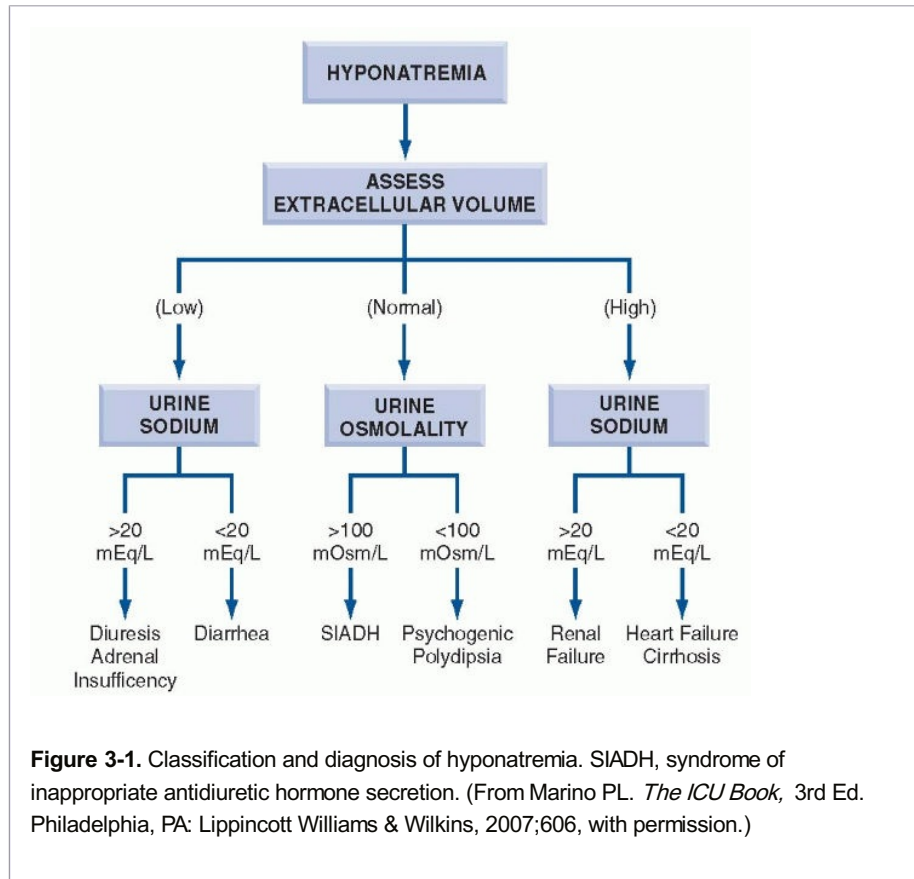 HYPONATREMIA
ASSESS
EXTRACELLULAR VOLUME
(Low)
(Normal)
(High)
URINE
SODIUM
URINE
OSMOLALITY
URINE
SODIUM
>20
mEq/L
<20
mEq/L
>100
mOsm/L
<100
mOsm/L
>20
mEq/L
<20
mEq/L
Diuresis
Adrenal
Insufficency
Diarrhea
SIADH
Psychogenic
Polydipsia
Renal
Failure
Heart Failure
Cirrhosis
Figure 3-1. Classification and diagnosis of hyponatremia. SIADH, syndrome of
inappropriate antidiuretic hormone secretion. (From Marino PL. The ICU Book, 3rd Ed.
Philadelphia, PA: Lippincott Williams & Wilkins, 2007;606, with permission.)